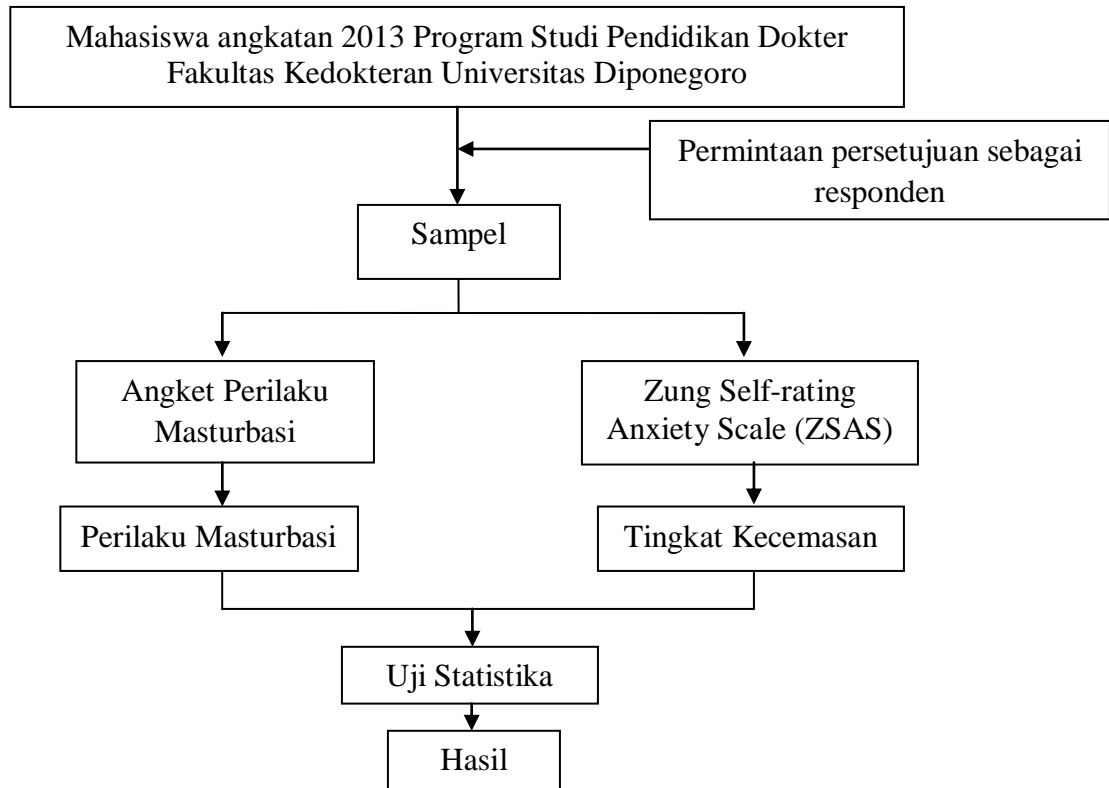 Mahasiswa angkatan 2013 Program Studi Pendidikan Dokter
Fakultas Kedokteran Universitas Diponegoro
Permintaan persetujuan sebagai
responden
Sampel
Angket Perilaku
Masturbasi
Zung Self-rating
Anxiety Scale (ZSAS)
Perilaku Masturbasi
Tingkat Kecemasan
Uji Statistika
Hasil